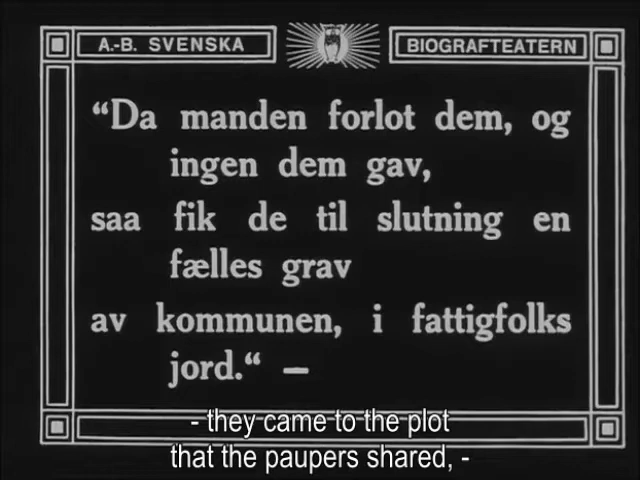 A.-B. SVENSKA
BIOGRAFTEATERN
“Da manden forlot dem, og
ingen dem gav,
saa fik de til slutning en
fælles grav
av kommunen, i fattigfolks
jord.“ —
- they came to the plot
that the paupers shared, -